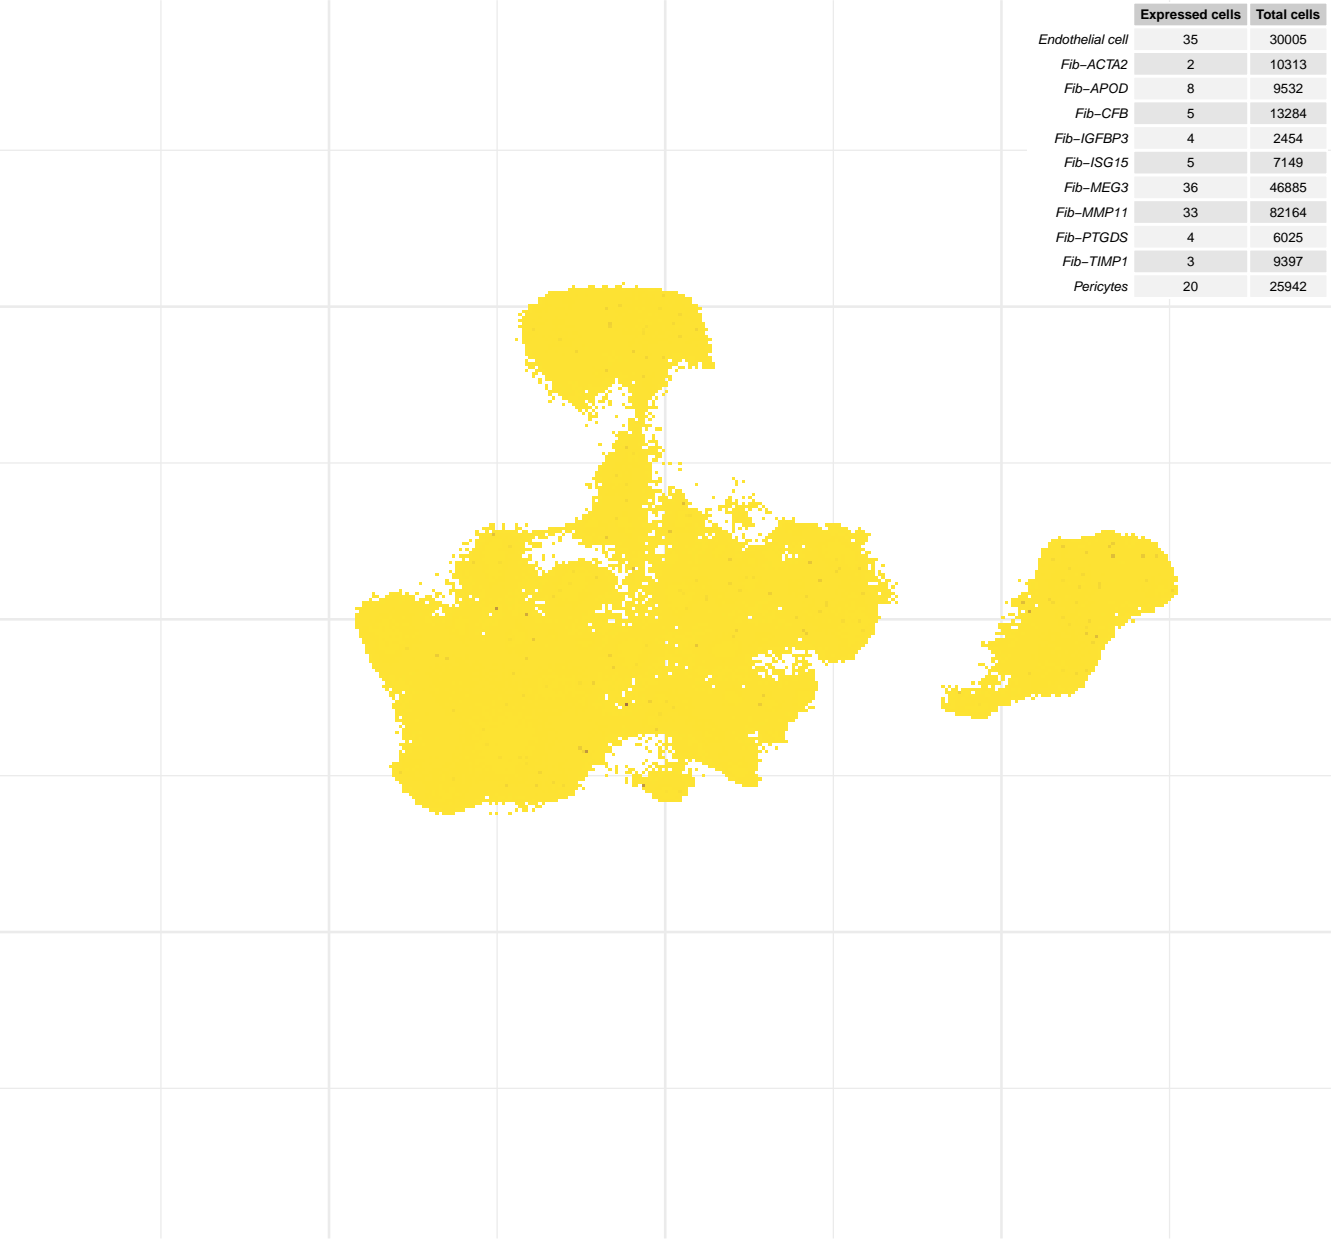 Expressed cells Total cells
Endothelial cell 35 30005
Fib−ACTA2 2 10313
Fib−APOD 8 9532
Fib−CFB 5 13284
Fib−IGFBP3 4 2454
Fib−ISG15 5 7149
Fib−MEG3 36 46885
Fib−MMP11 33 82164
Fib−PTGDS 4 6025
Fib−TIMP1 3 9397
Pericytes 20 25942